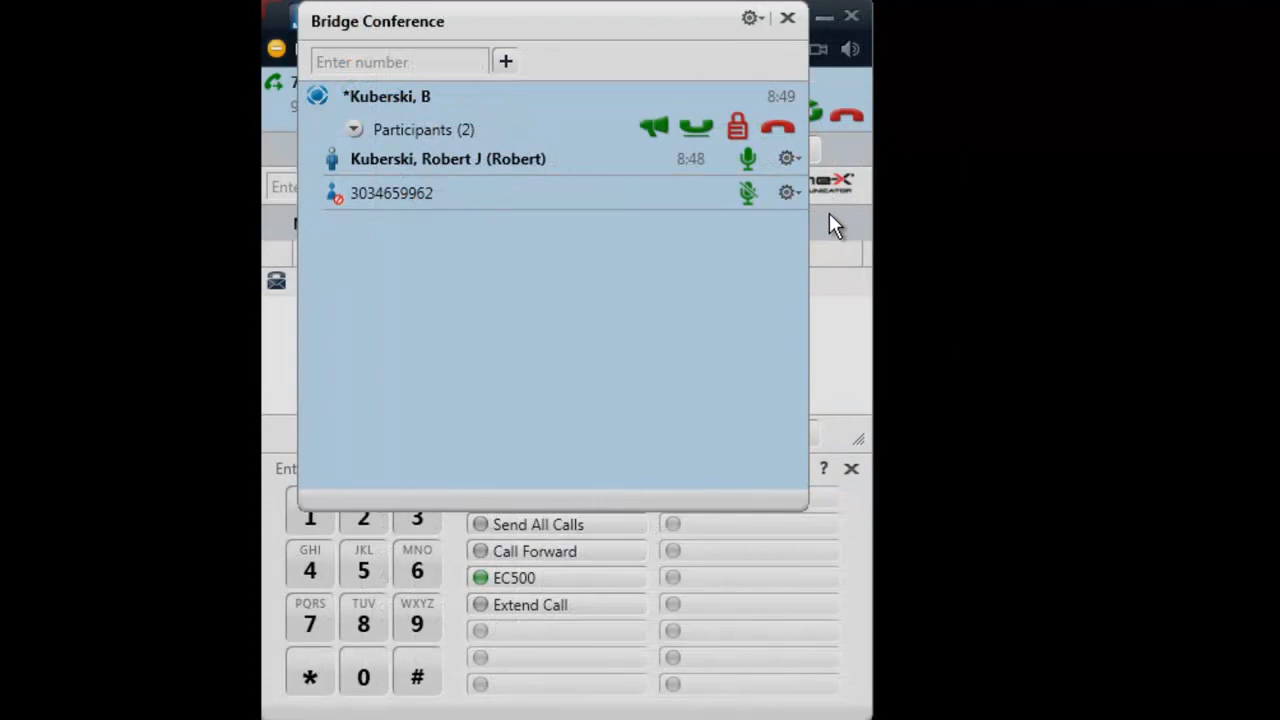 Bridge Conference
Enter number +
*Kuberski, B 8:49
Participants (2)
Kuberski, Robert J (Robert) 8:48
3034659962
Send All Calls
Call Forward
EC500
Extend Call
1 2 3
GHI JKL MNO
4 5 6
PQRS TUV WXYZ
7 8 9
* 0 #
?